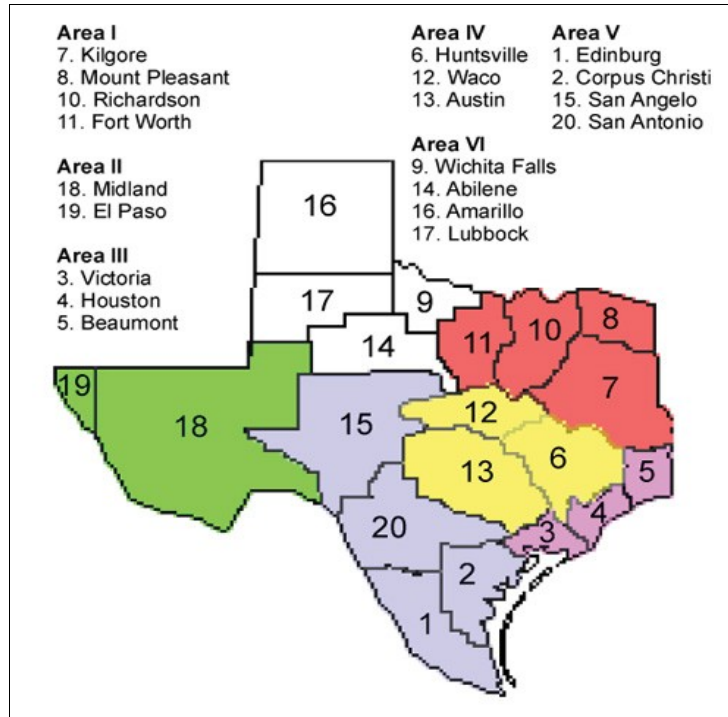 Area I
7. Kilgore
8. Mount Pleasant
10. Richardson
11. Fort Worth
Area II
18. Midland
19. El Paso
Area III
3. Victoria
4. Houston
5. Beaumont
Area IV
6. Huntsville
12. Waco
13. Austin
Area V
1. Edinburg
2. Corpus Christi
15. San Angelo
20. San Antonio
Area VI
9. Wichita Falls
14. Abilene
16. Amarillo
17. Lubbock
16
17
9
14
11
10
8
7
19
18
15
12
13
6
5
4
3
20
2
1